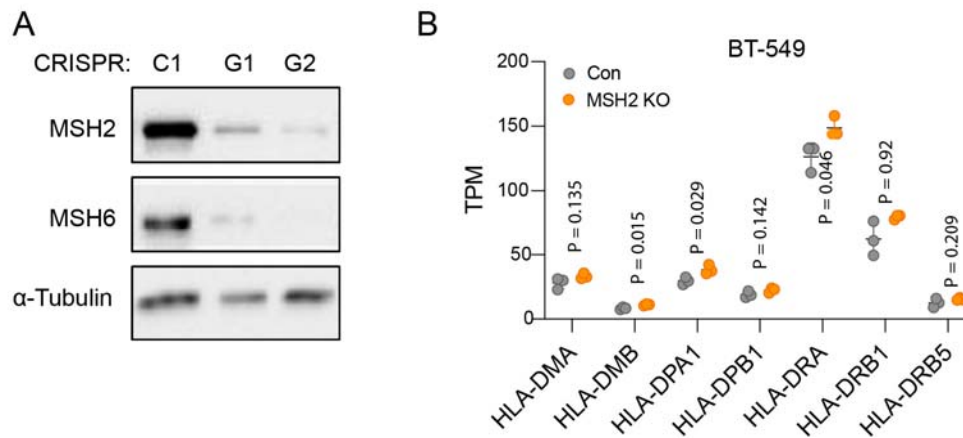 A
CRISPR: C1 G1 G2
MSH2
MSH6
α-Tubulin
B
BT-549
Con
MSH2 KO
TPM
200
150
100
50
0
P = 0.135
P = 0.015
P = 0.029
P = 0.142
P = 0.046
P = 0.92
P = 0.209
HLA-DMA
HLA-DMB
HLA-DPA1
HLA-DPB1
HLA-DRA
HLA-DRB1
HLA-DRB5